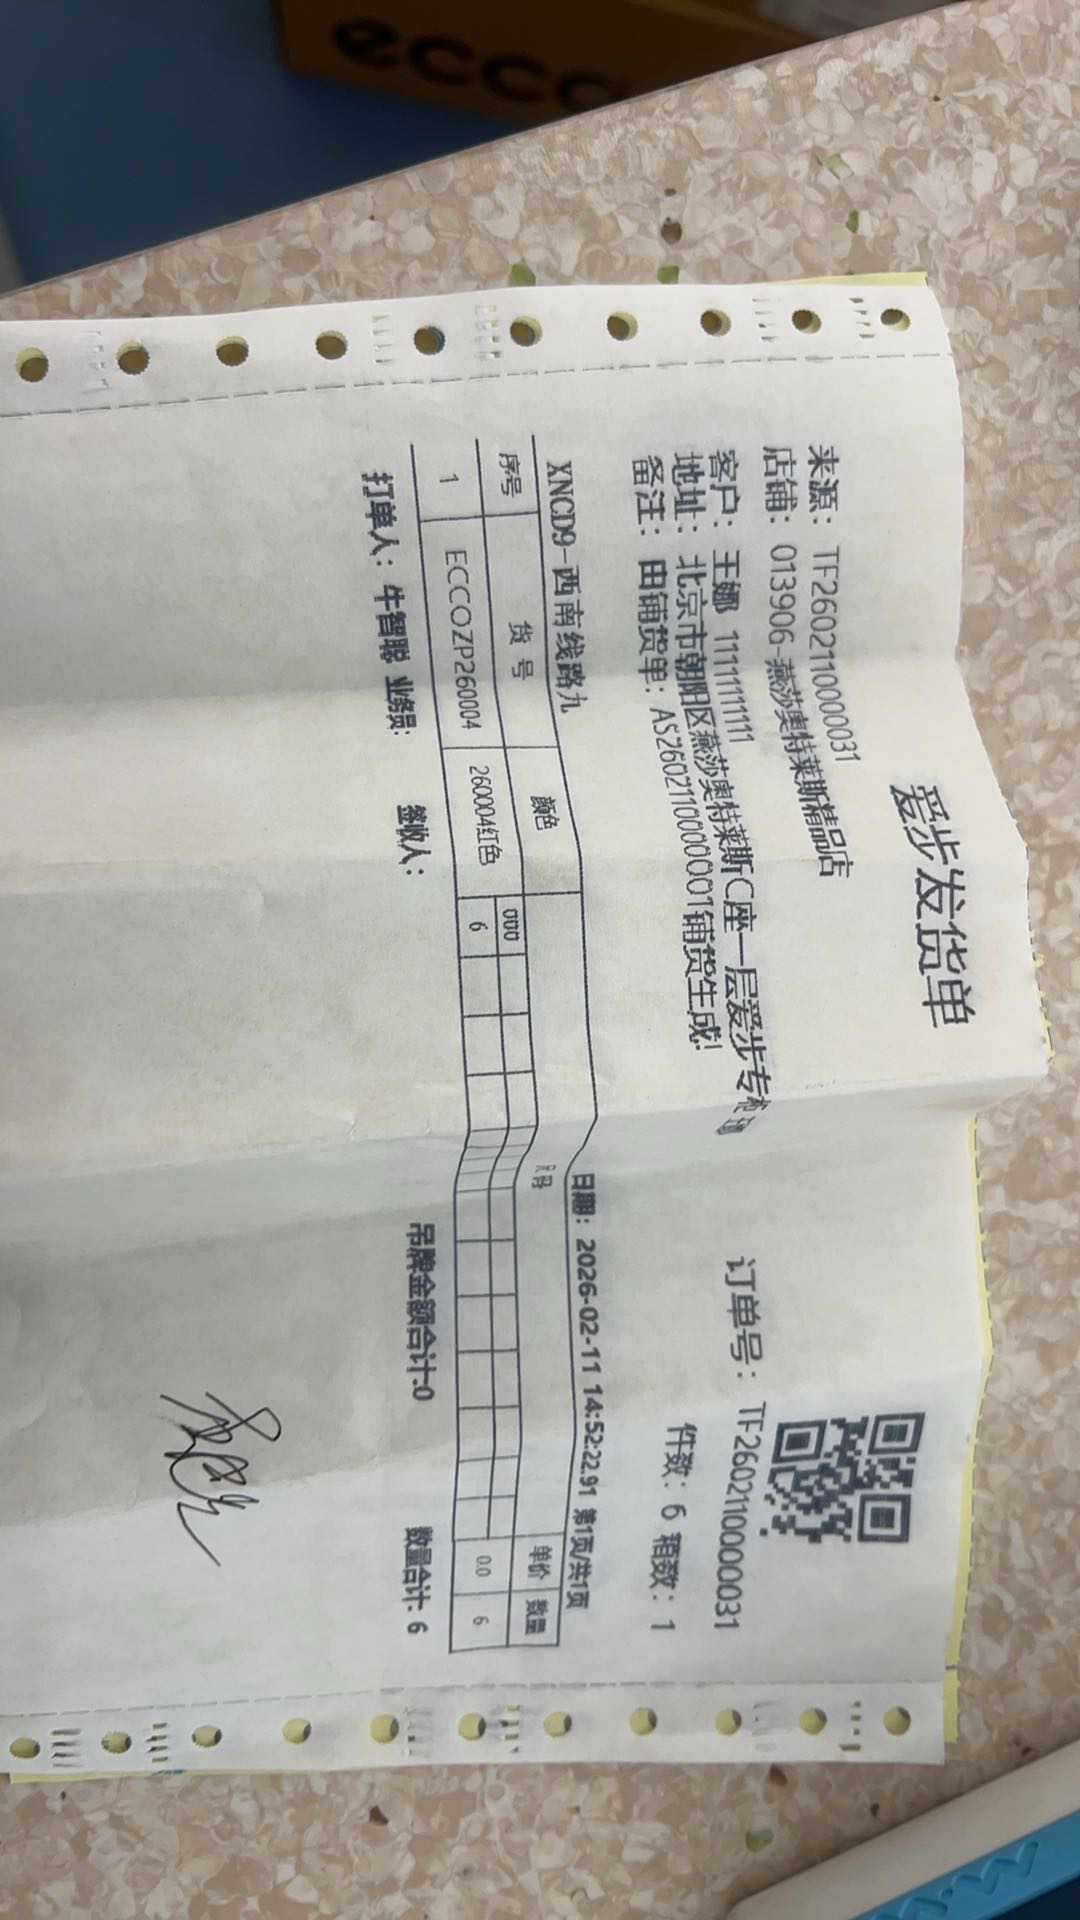 ecco
爱步发货单
来源：TF2602110000031
店铺：013906-燕莎奥特莱斯精品店
订单号：TF2602110000031
客户：王娜 11111111111
地址：北京市朝阳区燕莎奥特莱斯C座一层爱步专柜
件数：6 箱数：1
备注：由铺货单：AS2602110000001铺货生成!
XNCD9-西南线路九
日期：2026-02-11 14:52:22.91 第1页/共1页
序号 货号 颜色 尺码 单价 数量
000
1 ECCOZP260004 260004红色 6 0.0 6
打单人：牛智聪 业务员: 签收人： 吊牌金额合计:0 数量合计: 6